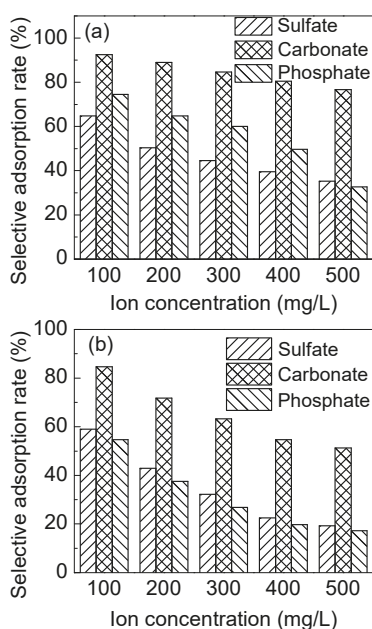 (a)
Sulfate
Carbonate
Phosphate
Selective adsorption rate (%)
100
80
60
40
20
0
100 200 300 400 500
Ion concentration (mg/L)
(b)
Sulfate
Carbonate
Phosphate
Selective adsorption rate (%)
100
80
60
40
20
0
100 200 300 400 500
Ion concentration (mg/L)